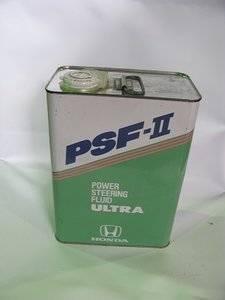 PSF-II
POWER
STEERING
FLUID
ULTRA
HONDA